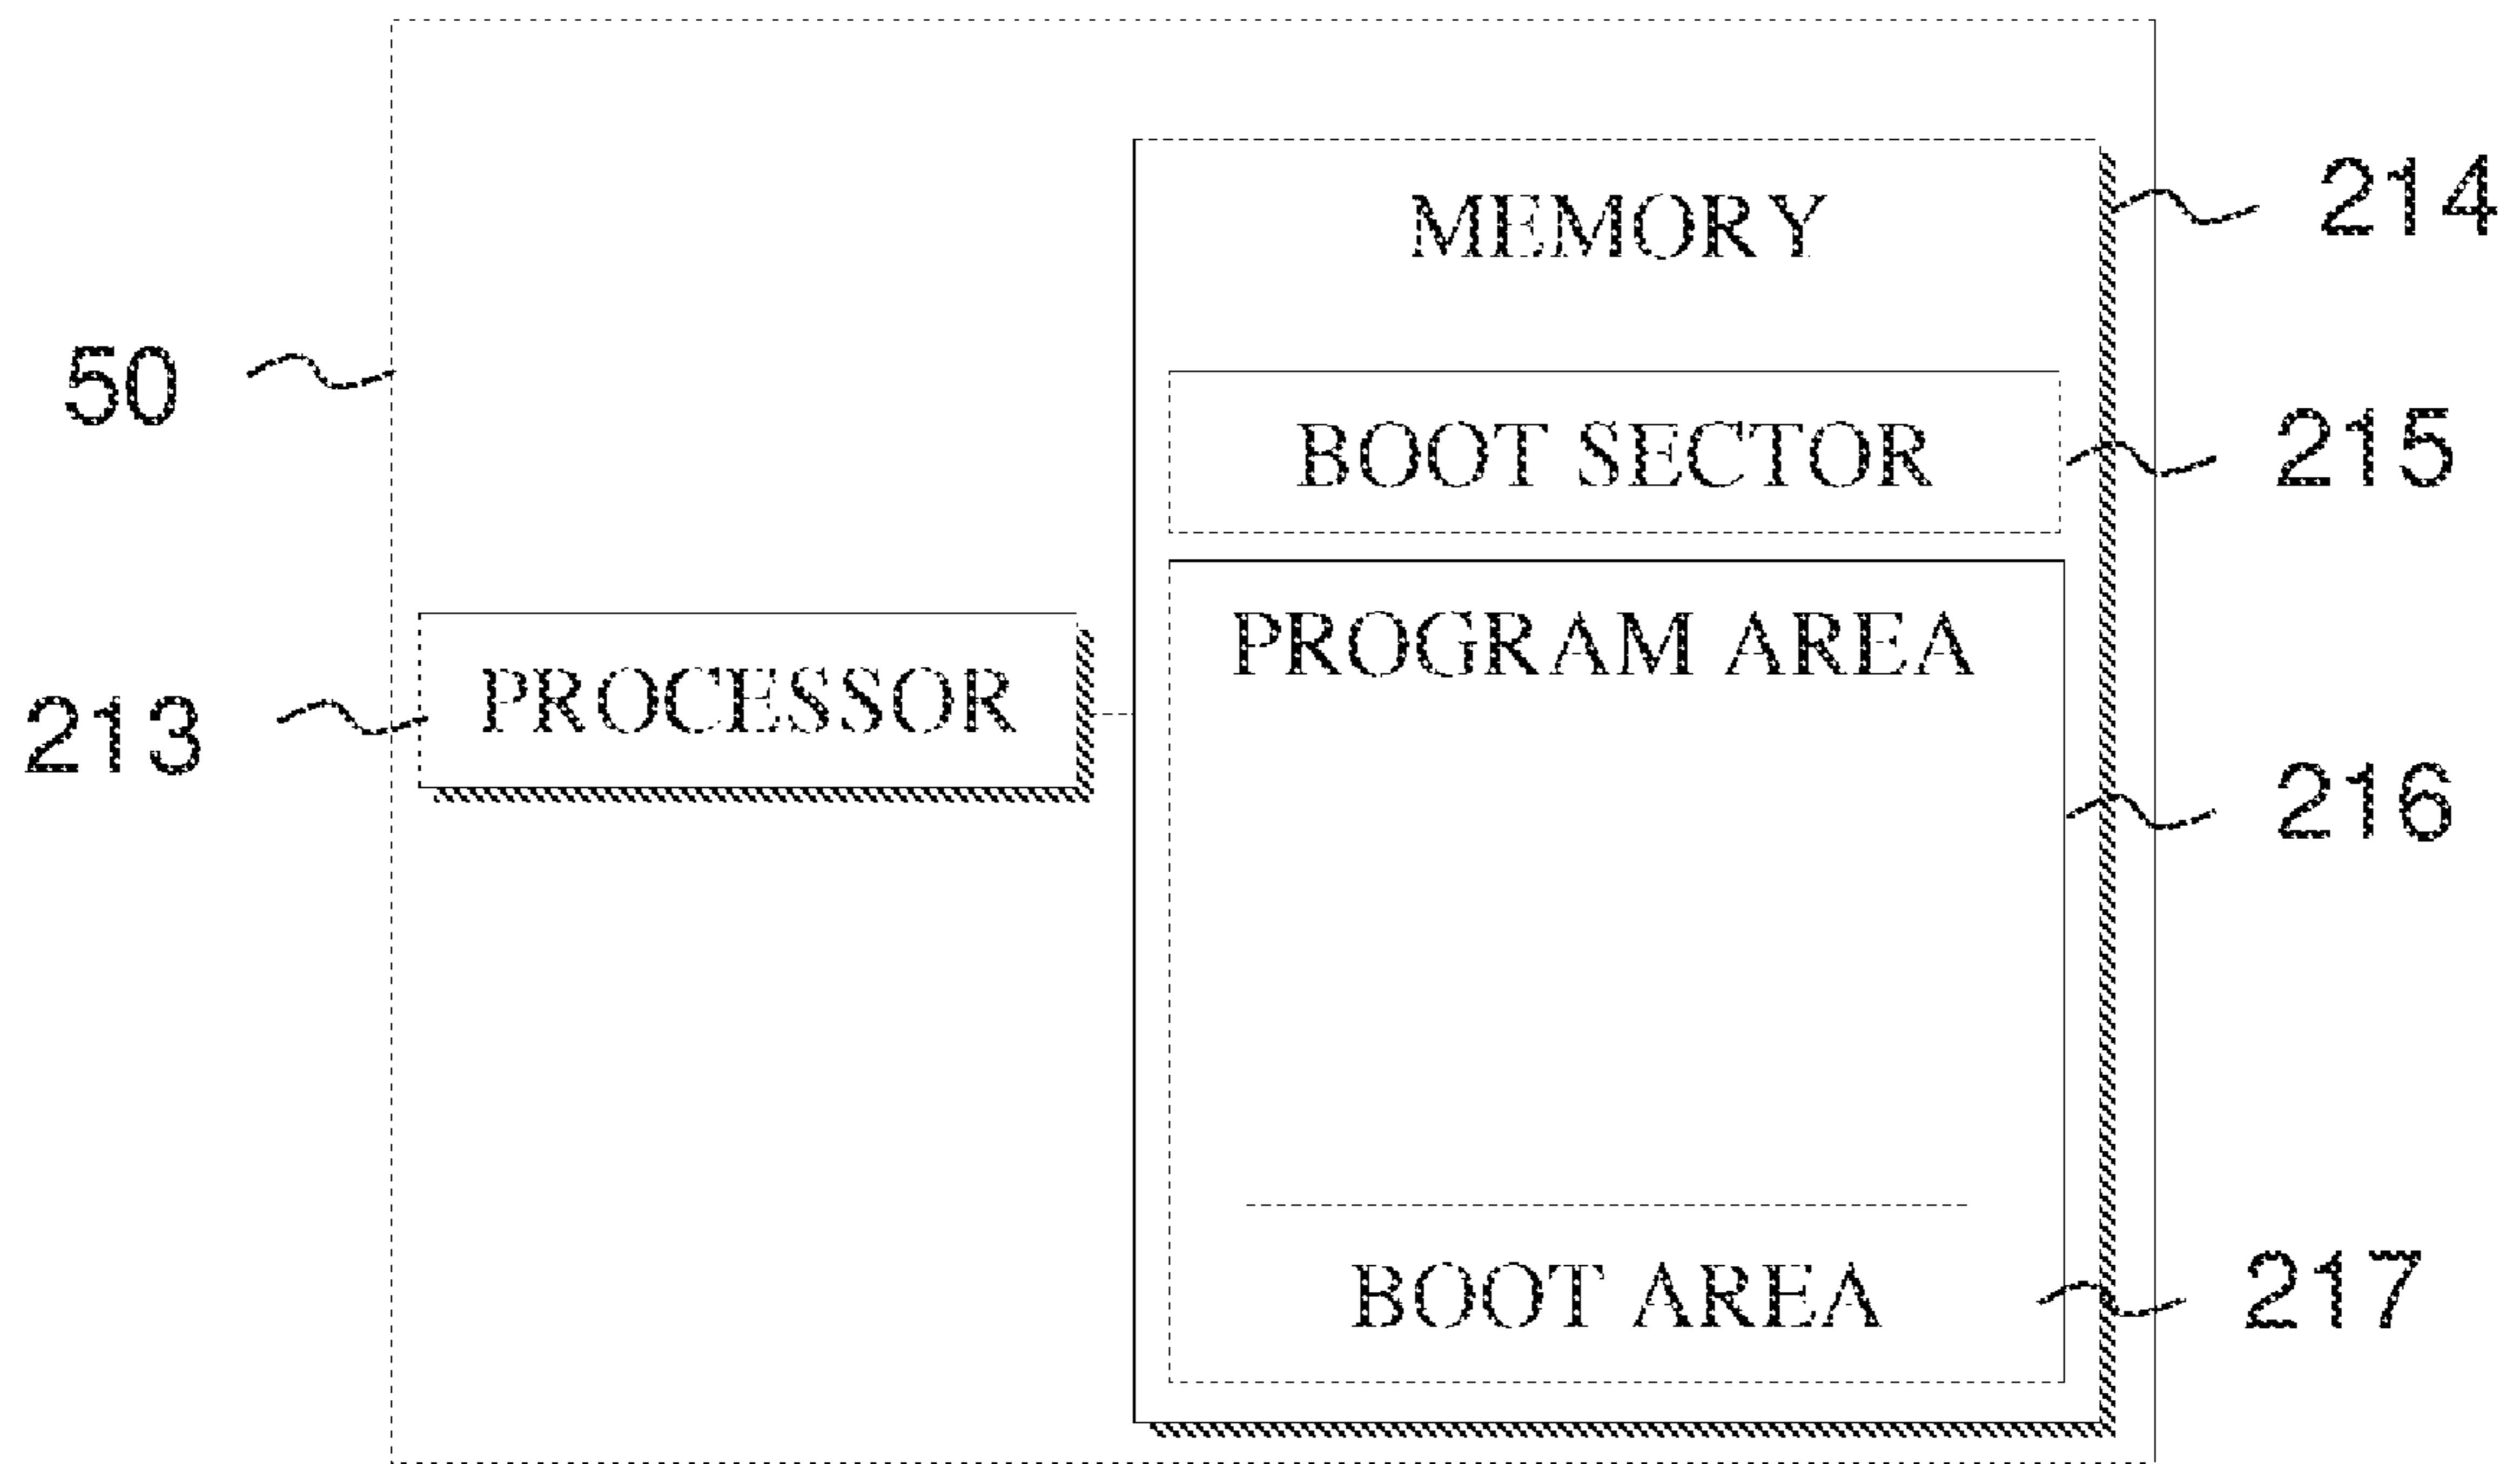 MEMORY
214
50
BOOT SECTOR
215
PROGRAM AREA
PROCESSOR
213
216
BOOT AREA
217